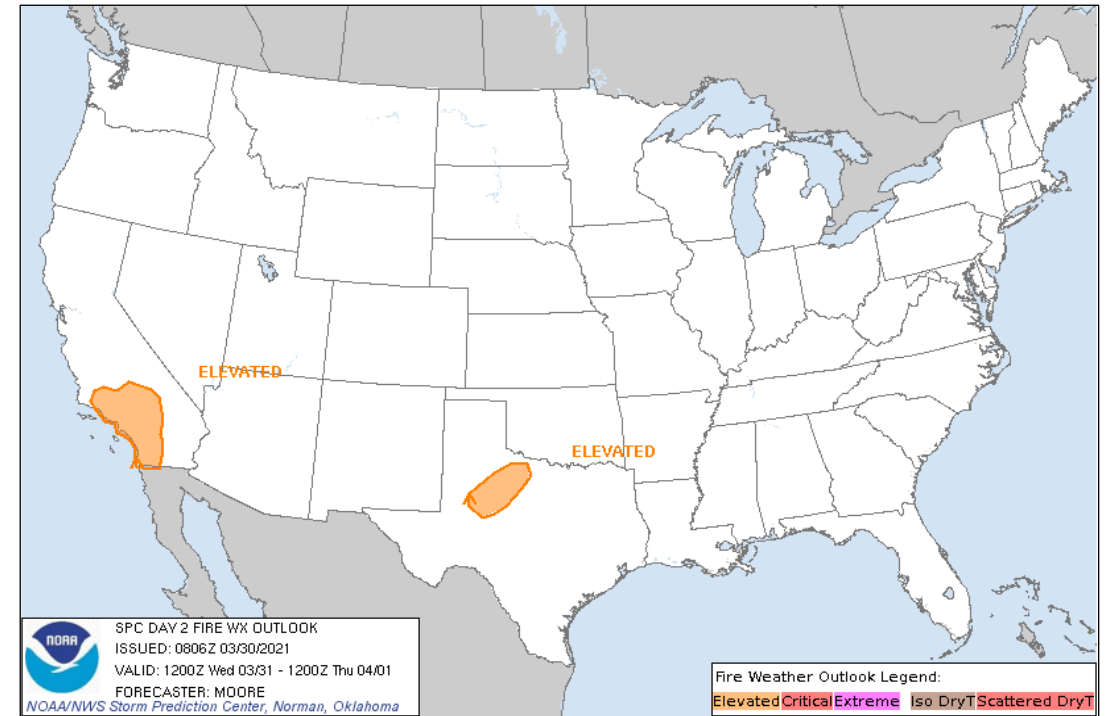 ELEVATED
ELEVATED
NOAA
SPC DAY 2 FIRE WX OUTLOOK
ISSUED: 0806Z 03/30/2021
VALID: 1200Z Wed 03/31 - 1200Z Thu 04/01
FORECASTER: MOORE
NOAA/NWS Storm Prediction Center, Norman, Oklahoma
Fire Weather Outlook Legend:
Elevated Critical Extreme Iso DryT Scattered DryT